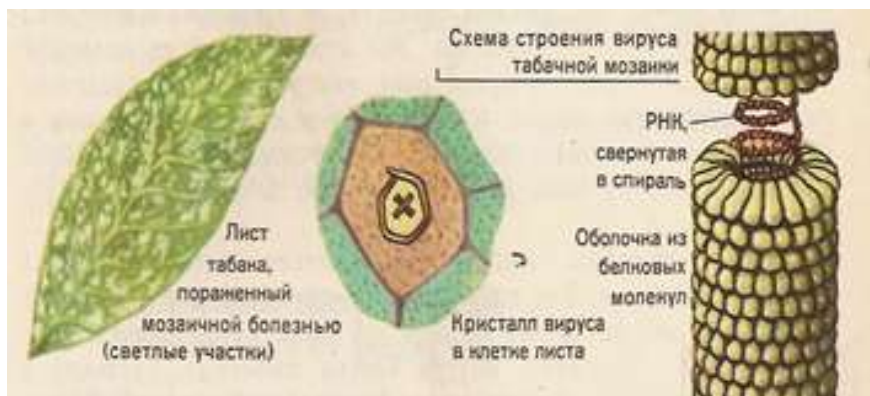 Схема строения вируса
табачной мозаики
РНК,
свернутая
в спираль
Оболочка из
белковых
молекул
Лист
табака,
пораженный
мозаичной болезнью
(светлые участки)
Кристалл вируса
в клетке листа